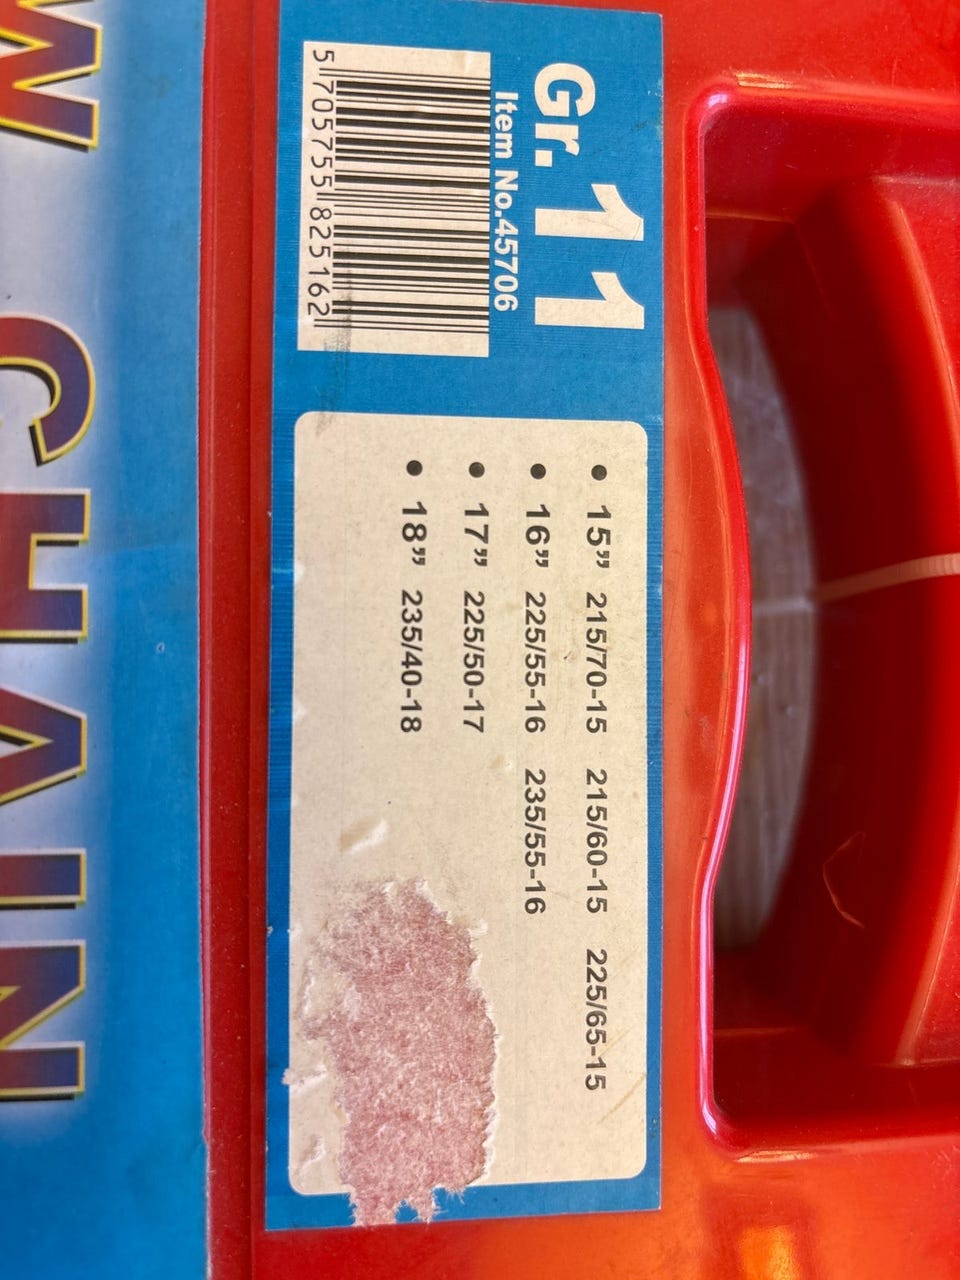 Gr. 11
Item No.45706
5 705755 825162
• 15” 215/70-15 215/60-15 225/65-15
• 16” 225/55-16 235/55-16
• 17” 225/50-17
• 18” 235/40-18
W CHAIN